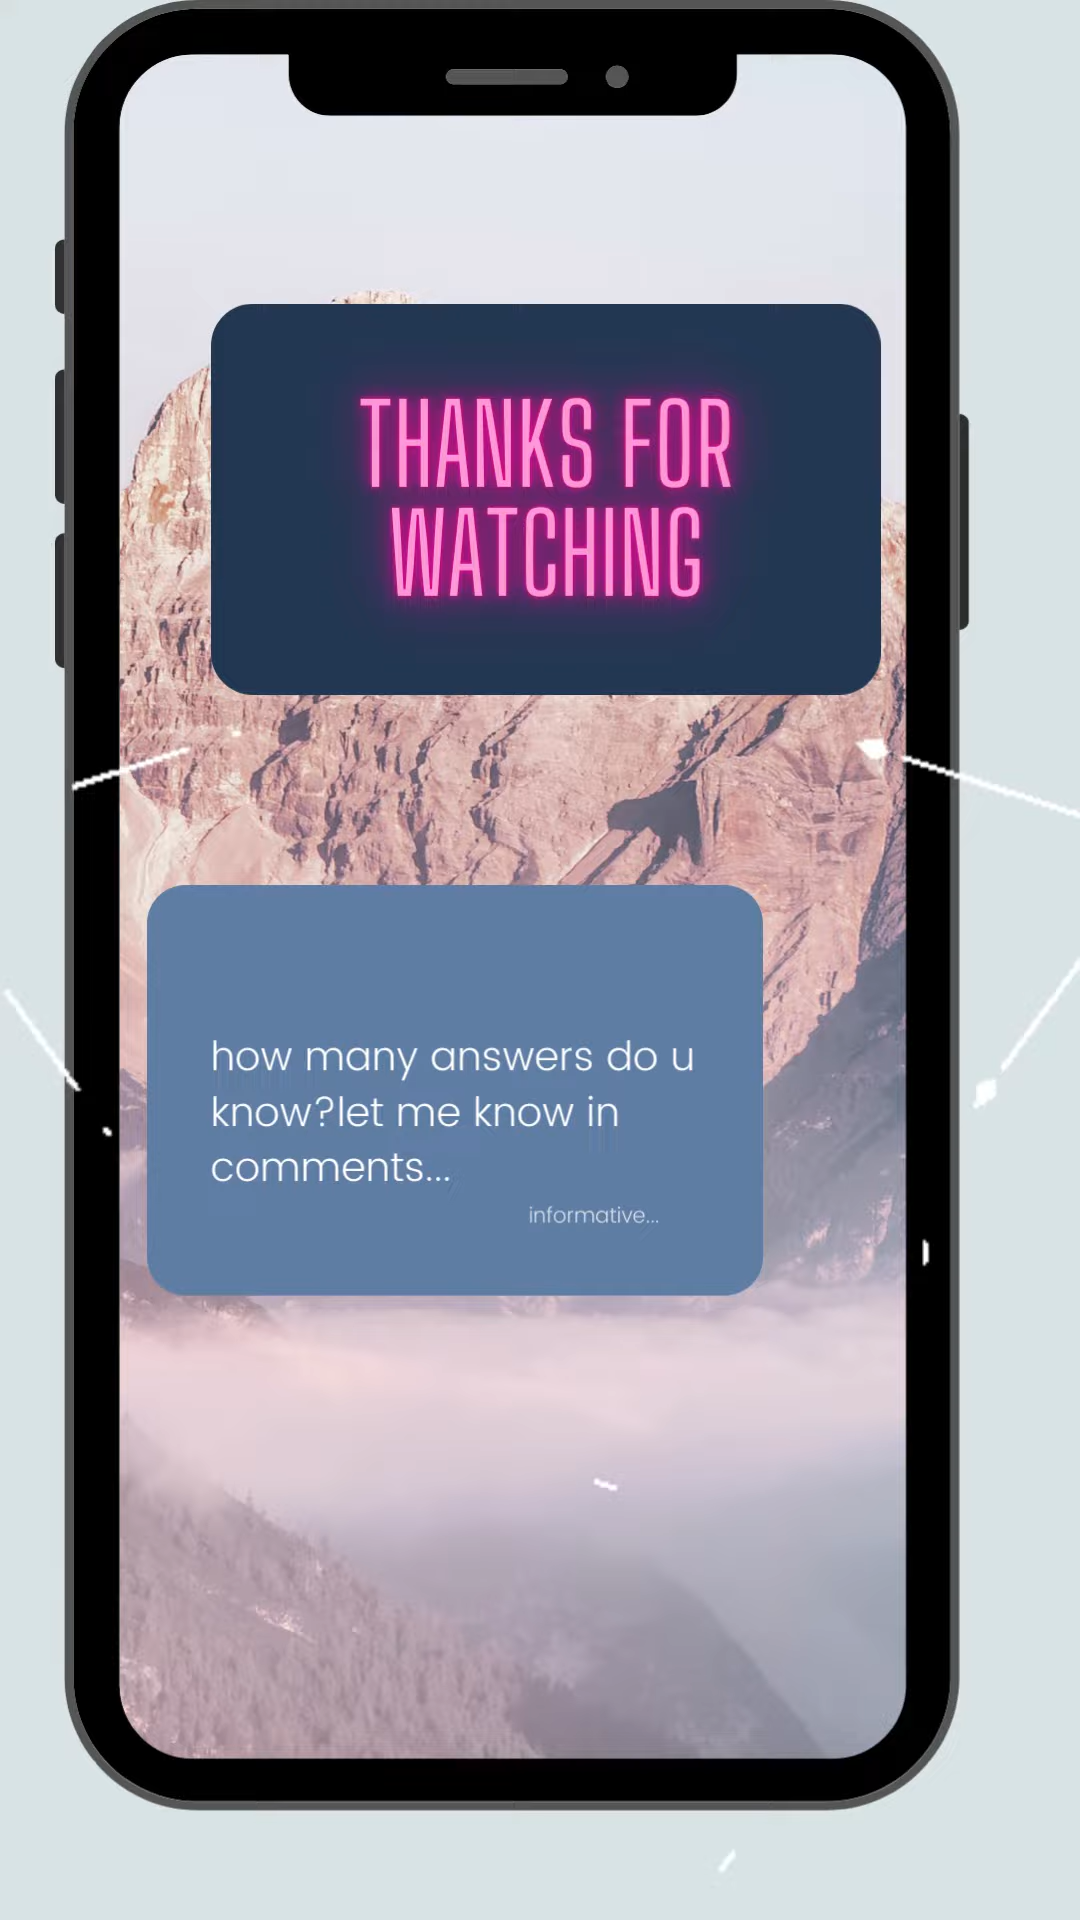 THANKS FOR
WATCHING
how many answers do u
know?let me know in
comments...
informative...